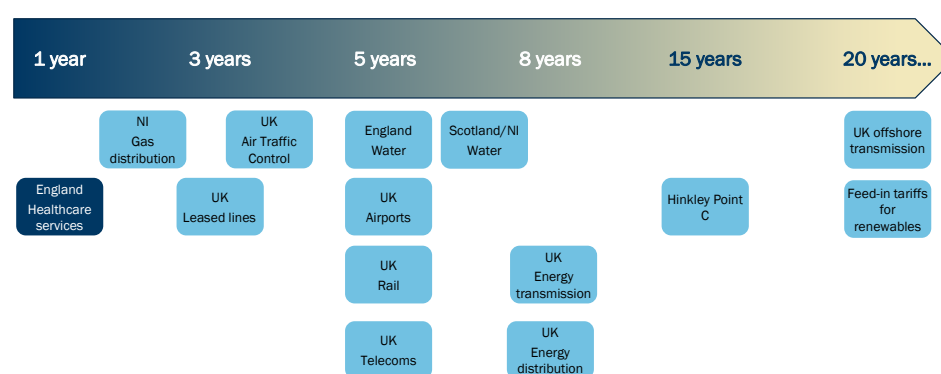 1 year
3 years
5 years
8 years
15 years
20 years...
NI
Gas
distribution
UK
Air Traffic
Control
England
Water
Scotland/NI
Water
UK offshore
transmission
England
Healthcare
services
UK
Leased lines
UK
Airports
Hinkley Point
C
Feed-in tariffs
for
renewables
UK
Rail
UK
Energy
transmission
UK
Telecoms
UK
Energy
distribution